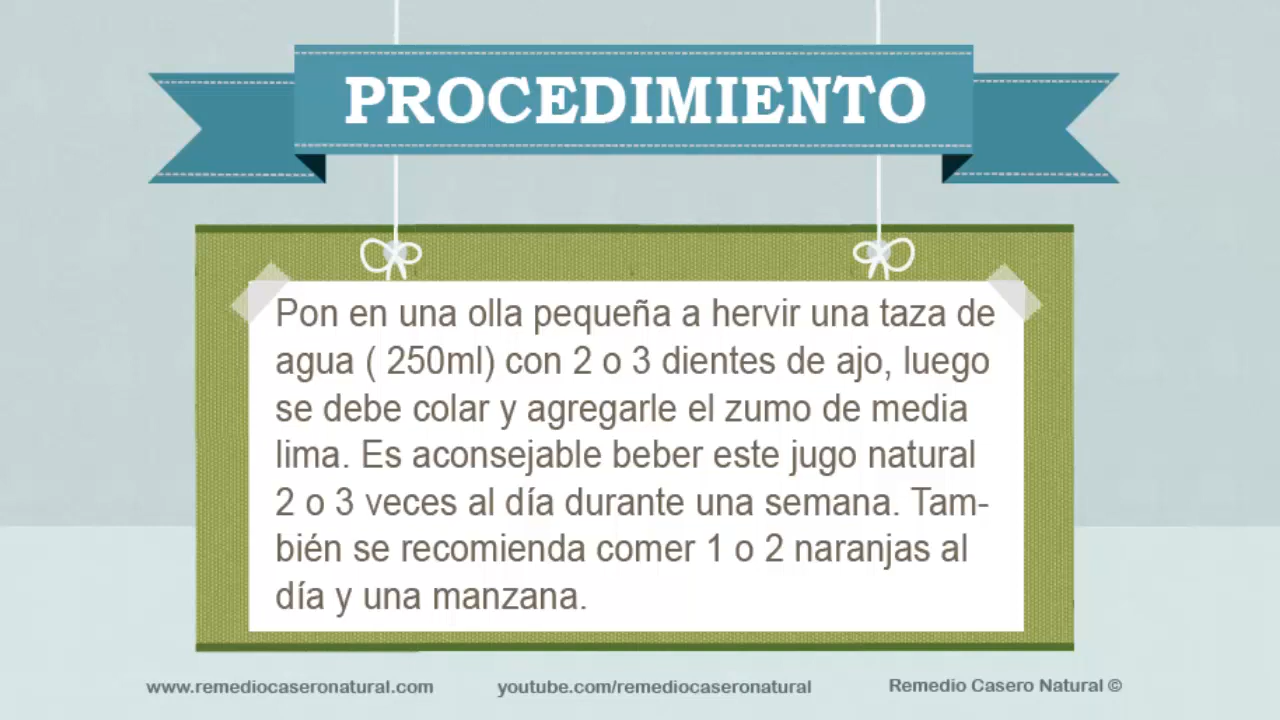 PROCEDIMIENTO
Pon en una olla pequeña a hervir una taza de
agua ( 250ml) con 2 o 3 dientes de ajo, luego
se debe colar y agregarle el zumo de media
lima. Es aconsejable beber este jugo natural
2 o 3 veces al día durante una semana. Tam-
bién se recomienda comer 1 o 2 naranjas al
día y una manzana.
www.remediocaseronatural.com youtube.com/remediocaseronatural Remedio Casero Natural ©